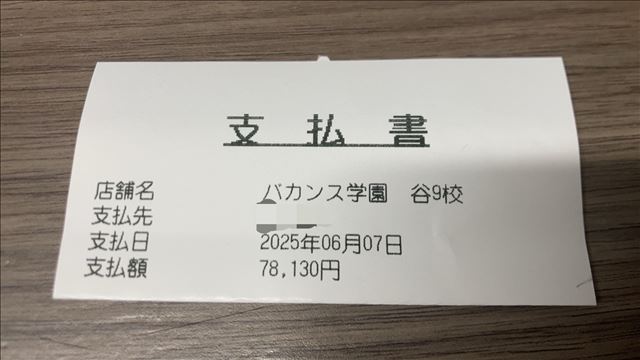 支払書
店舗名 バカンス学園 谷9校
支払先
支払日 2025年06月07日
支払額 78,130円